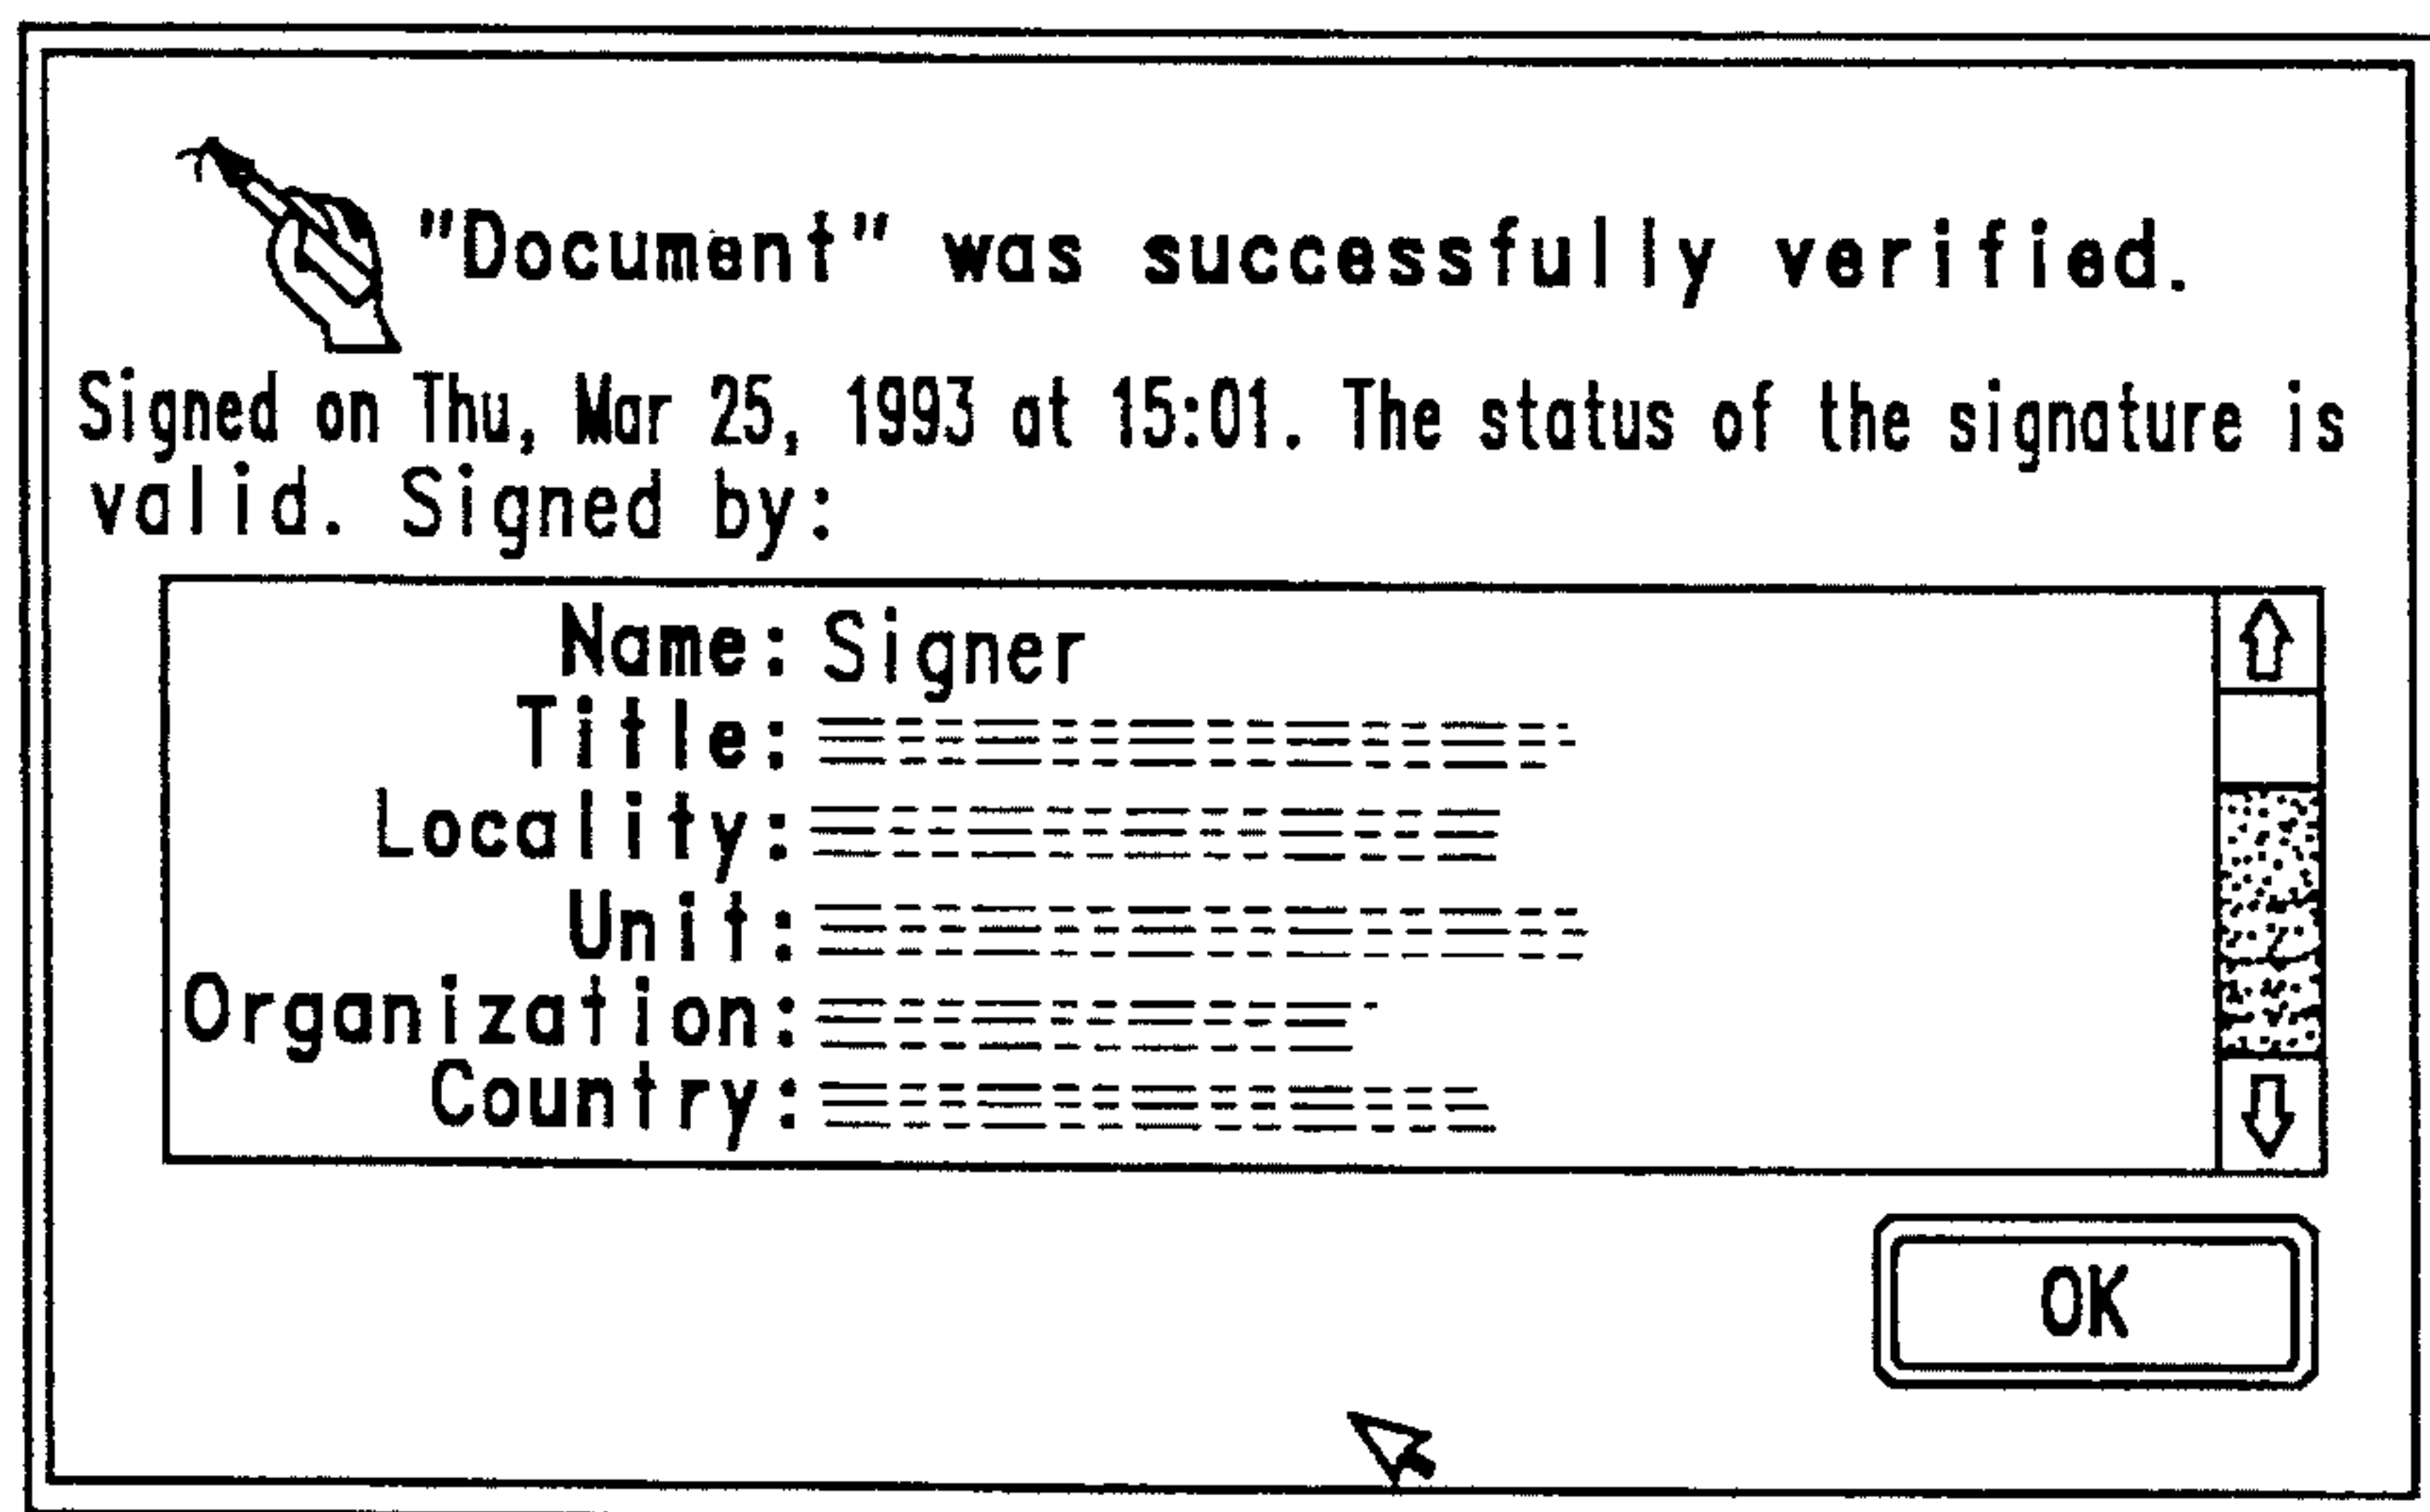 "Document" was successfully verified.
Signed on Thu, Mar 25, 1993 at 15:01. The status of the signature is
valid. Signed by:
Name: Signer
Title:
Locality:
Unit:
Organization:
Country:
OK